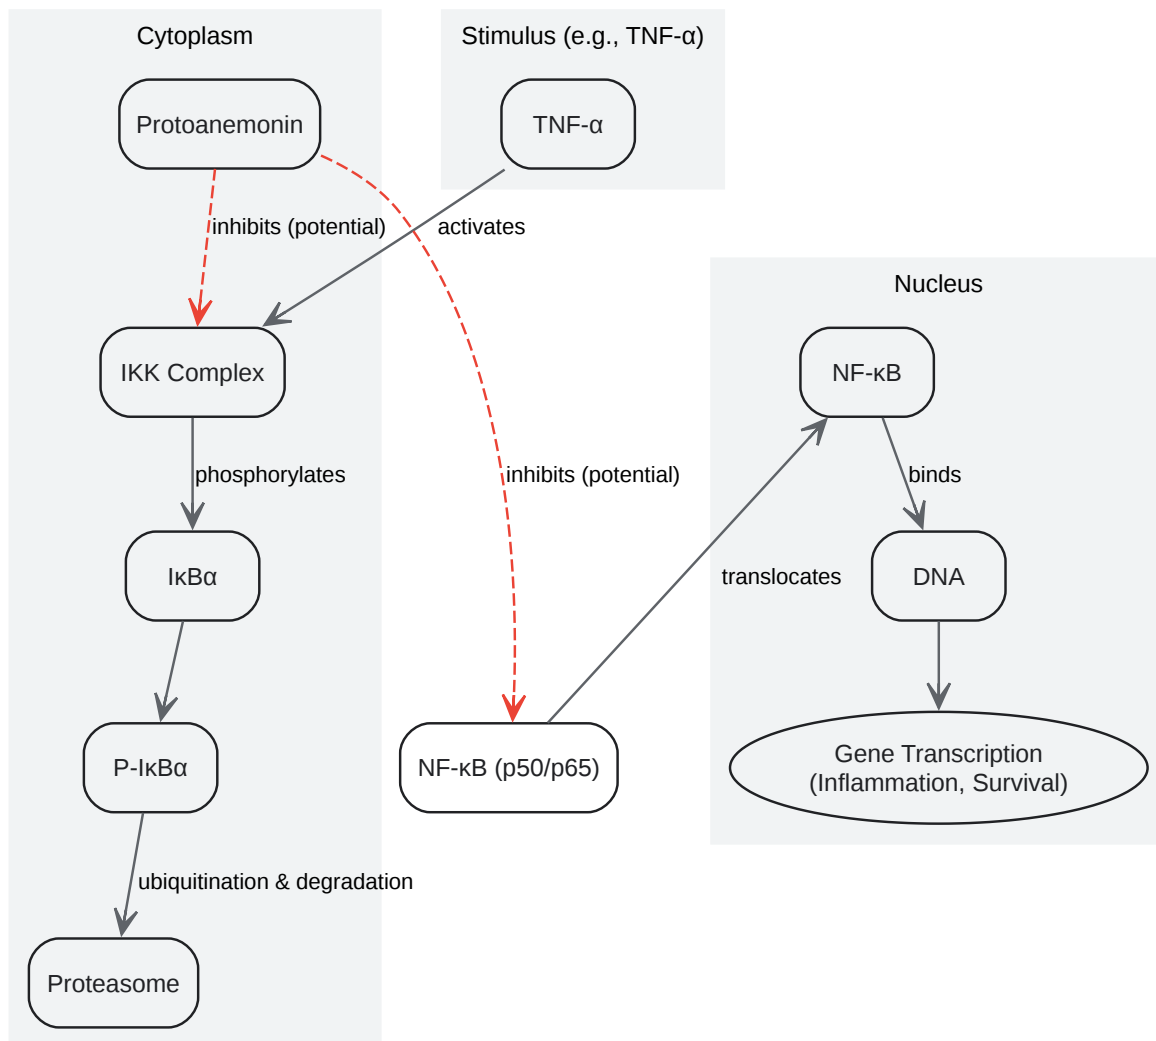 Cytoplasm
Stimulus (e.g., TNF-α)
Protoanemonin
TNF-α
inhibits (potential)
activates
Nucleus
IKK Complex
NF-κB
phosphorylates
inhibits (potential)
binds
IκBα
translocates
DNA
P-IκBα
NF-κB (p50/p65)
Gene Transcription
(Inflammation, Survival)
ubiquitination & degradation
Proteasome